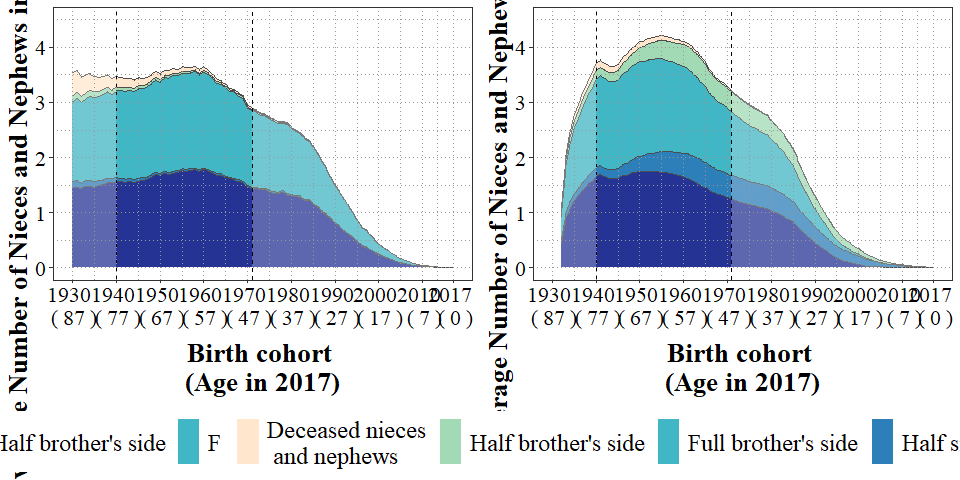 e Number of Nieces and Nephews in
4
3
2
1
0
1930 1940 1950 1960 1970 1980 1990 2000 2010 2017
( 87 ) ( 77 ) ( 67 ) ( 57 ) ( 47 ) ( 37 ) ( 27 ) ( 17 ) ( 7 ) ( 0 )
Birth cohort
(Age in 2017)
rage Number of Nieces and Nephew
4
3
2
1
0
1930 1940 1950 1960 1970 1980 1990 2000 2010 2017
( 87 ) ( 77 ) ( 67 ) ( 57 ) ( 47 ) ( 37 ) ( 27 ) ( 17 ) ( 7 ) ( 0 )
Birth cohort
(Age in 2017)
Half brother's side
F
Deceased nieces
and nephews
Half brother's side
Full brother's side
Half s